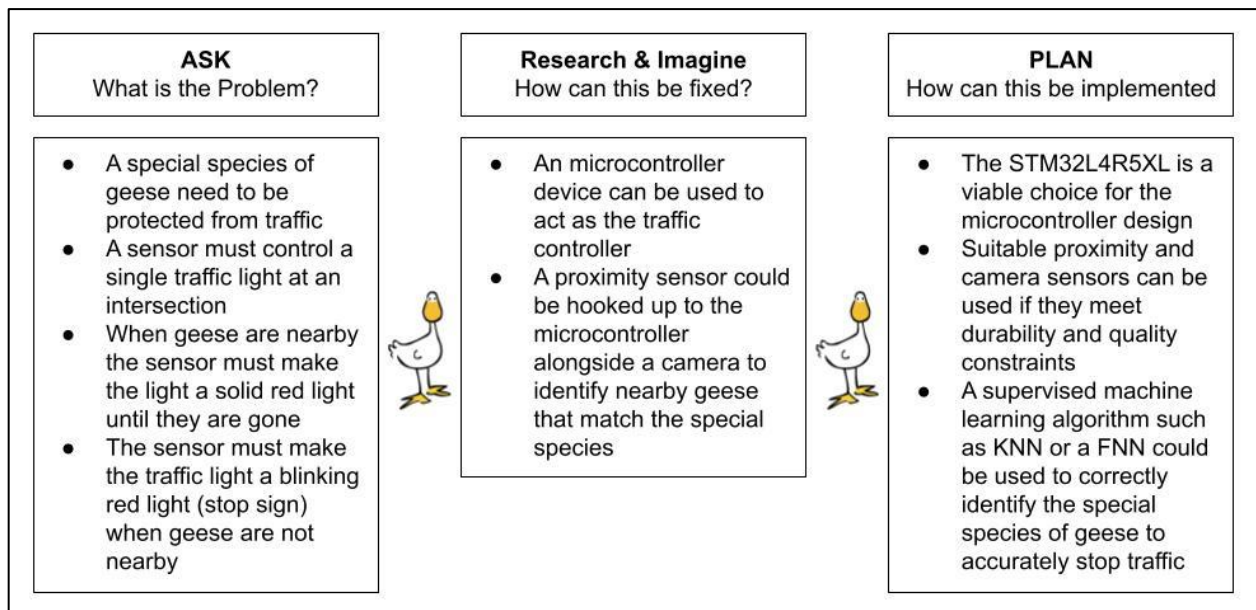 ASK
What is the Problem?
● A special species of
geese need to be
protected from traffic
● A sensor must control a
single traffic light at an
intersection
● When geese are nearby
the sensor must make
the light a solid red light
until they are gone
● The sensor must make
the traffic light a blinking
red light (stop sign)
when geese are not
nearby
Research & Imagine
How can this be fixed?
● An microcontroller
device can be used to
act as the traffic
controller
● A proximity sensor could
be hooked up to the
microcontroller
alongside a camera to
identify nearby geese
that match the special
species
PLAN
How can this be implemented
● The STM32L4R5XL is a
viable choice for the
microcontroller design
● Suitable proximity and
camera sensors can be
used if they meet
durability and quality
constraints
● A supervised machine
learning algorithm such
as KNN or a FNN could
be used to correctly
identify the special
species of geese to
accurately stop traffic